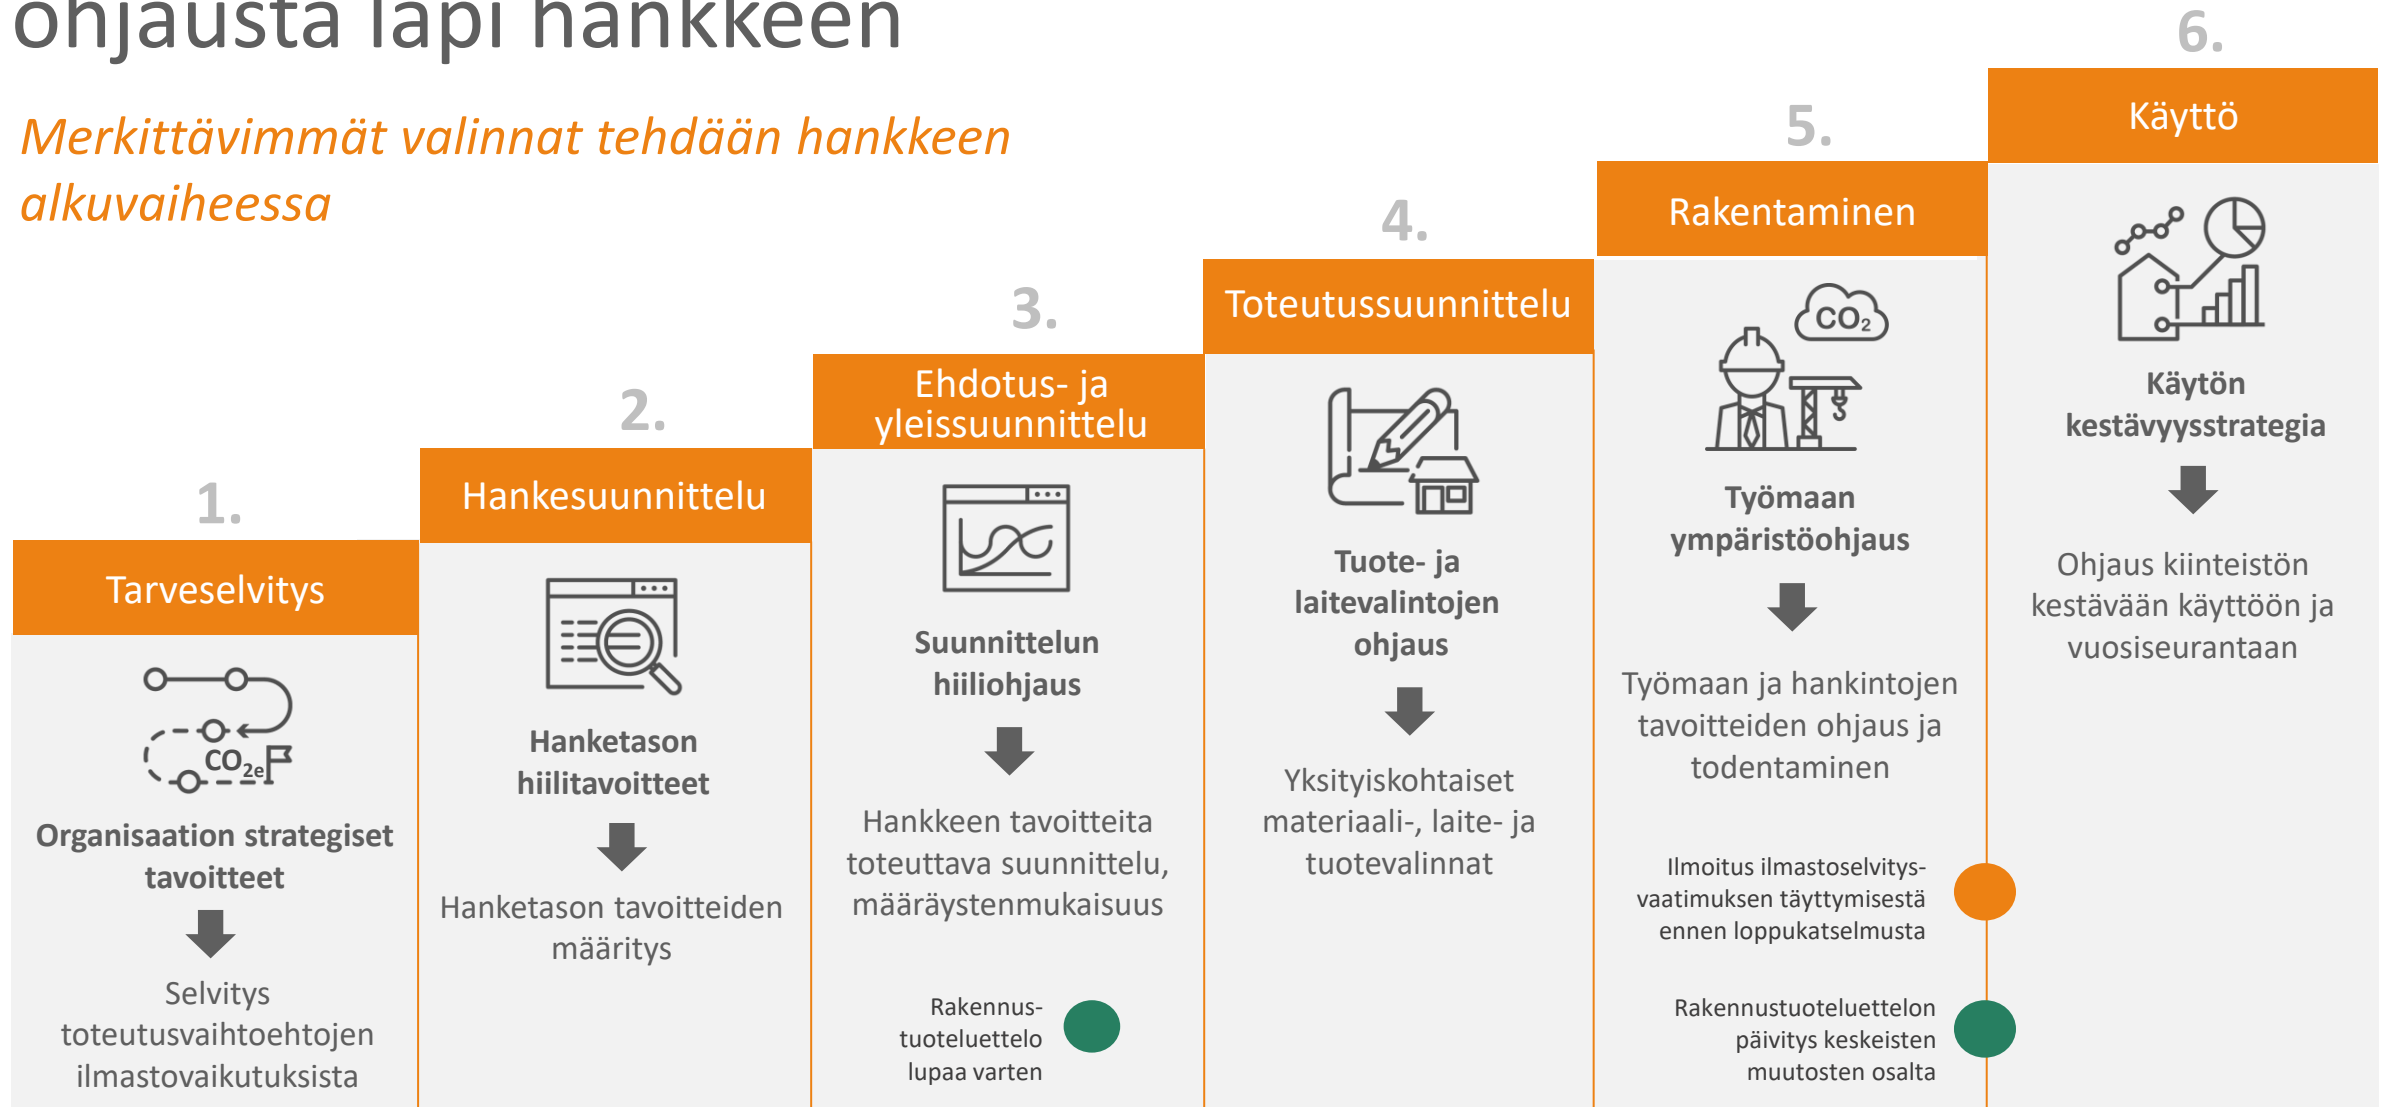 ohjausta läpi hankkeen
Merkittävimmät valinnat tehdään hankkeen
alkuvaiheessa
1.
Tarveselvitys
CO2e
Organisaation strategiset
tavoitteet
Selvitys
toteutusvaihtoehtojen
ilmastovaikutuksista
2.
Hankesuunnittelu
Hanketason
hiilitavoitteet
Hanketason tavoitteiden
määritys
3.
Ehdotus- ja
yleissuunnittelu
Suunnittelun
hiiliohjaus
Hankkeen tavoitteita
toteuttava suunnittelu,
määräystenmukaisuus
Rakennus-
tuoteluettelo
lupaa varten
4.
Toteutussuunnittelu
Tuote- ja
laitevalintojen
ohjaus
Yksityiskohtaiset
materiaali-, laite- ja
tuotevalinnat
5.
Rakentaminen
CO2
Työmaan
ympäristöohjaus
Työmaan ja hankintojen
tavoitteiden ohjaus ja
todentaminen
Ilmoitus ilmastoselvitys-
vaatimuksen täyttymisestä
ennen loppukatselmusta
Rakennustuoteluettelon
päivitys keskeisten
muutosten osalta
6.
Käyttö
Käytön
kestävyysstrategia
Ohjaus kiinteistön
kestävään käyttöön ja
vuosiseurantaan